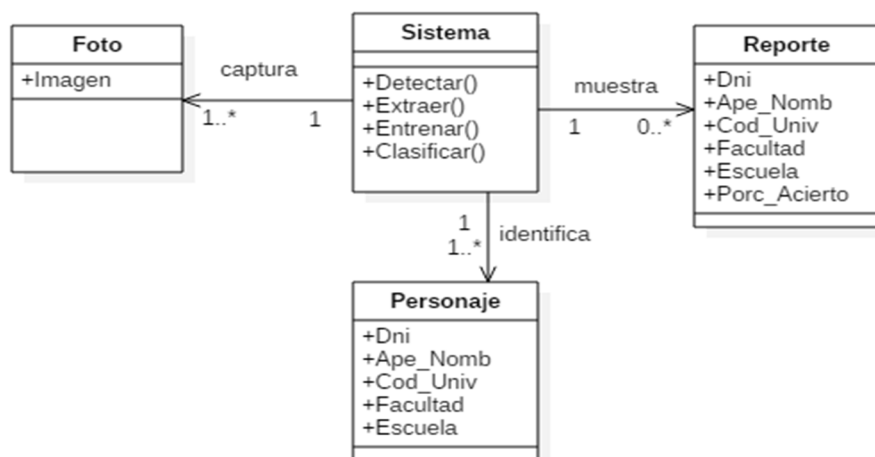 Foto
+Imagen
captura
1..*
1
Sistema
+Detectar()
+Extraer()
+Entrenar()
+Clasificar()
muestra
1
0..*
Reporte
+Dni
+Ape_Nomb
+Cod_Univ
+Facultad
+Escuela
+Porc_Acierto
1
1..*
identifica
Personaje
+Dni
+Ape_Nomb
+Cod_Univ
+Facultad
+Escuela